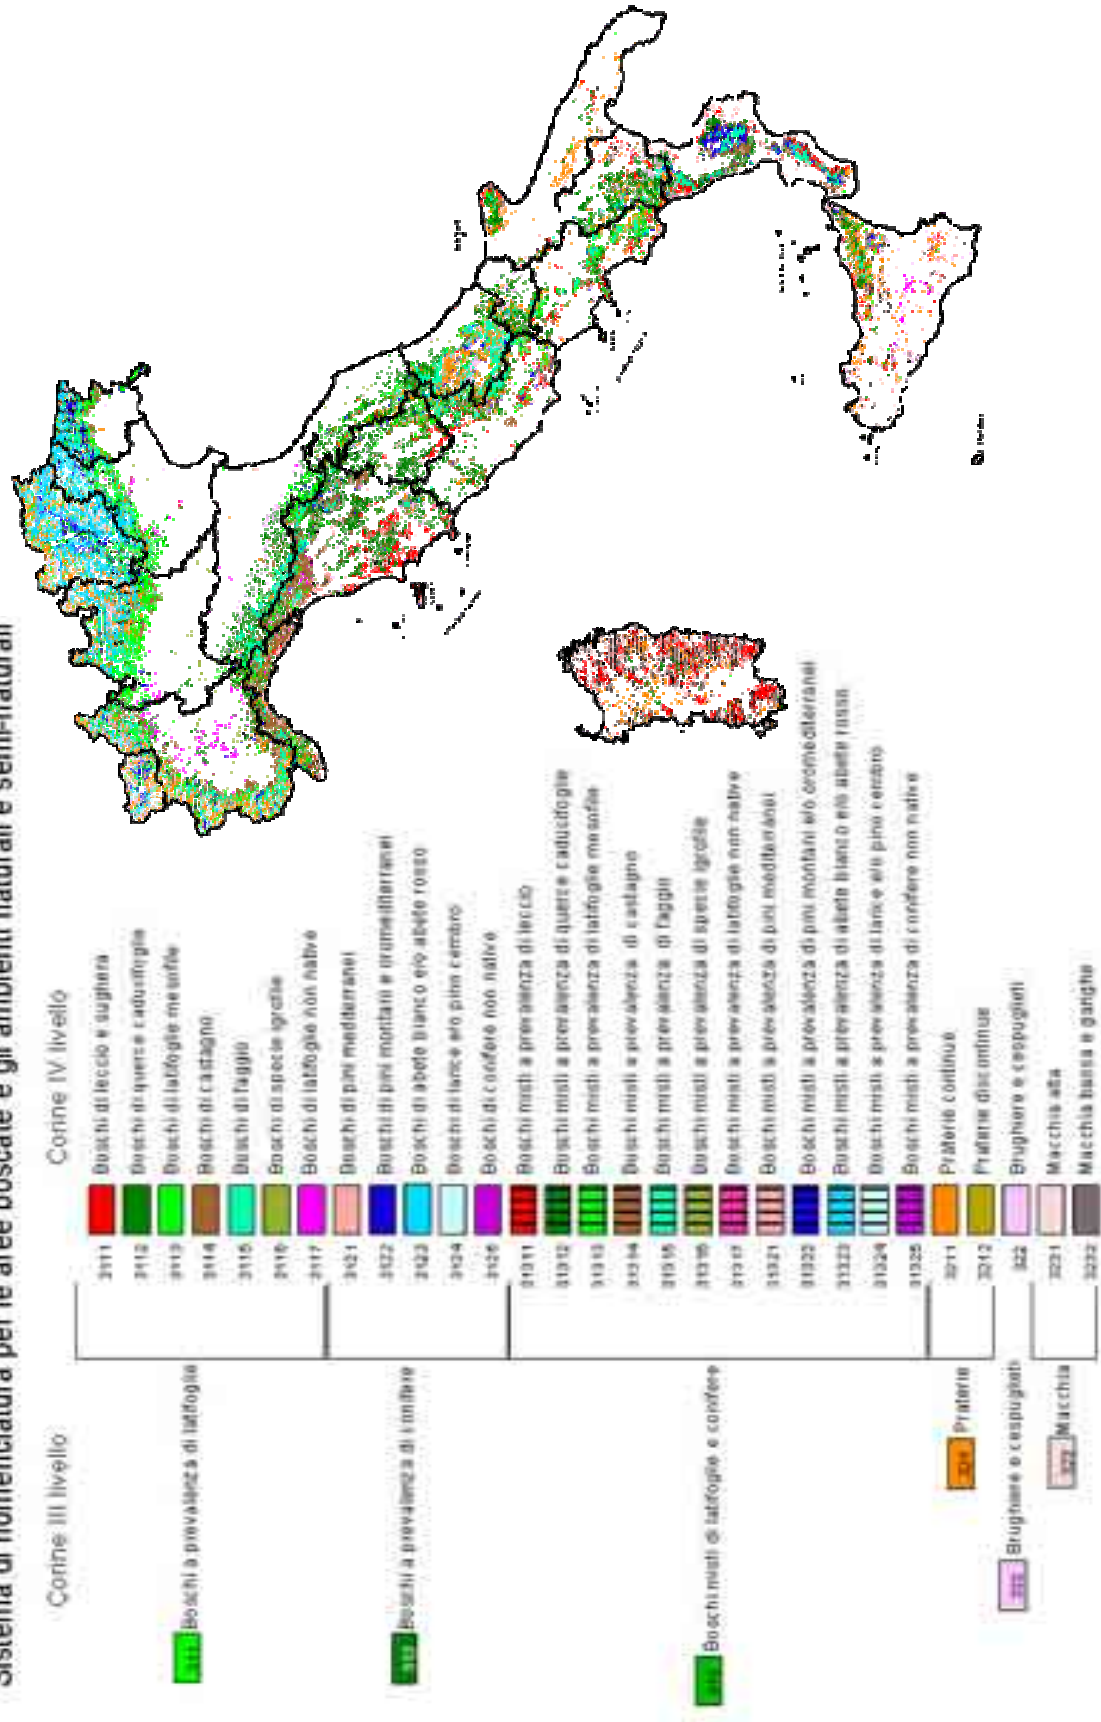 Sistema di nomenclatura per le aree boscate e gli ambienti naturali e semi-naturali
Corine III livello
Corine IV livello
Boschi a prevalenza di latifoglie
3111 Boschi di leccio e sughera
3112 Boschi di querce caducifoglie
3113 Boschi di latifoglie mesofile
3114 Boschi di castagno
3115 Boschi di faggio
3116 Boschi di specie igrofile
3117 Boschi di latifoglie non native
Boschi a prevalenza di conifere
3121 Boschi di pini mediterranei
3122 Boschi di pini montani e oromediterranei
3123 Boschi di abete bianco e/o abete rosso
3124 Boschi di larice e/o pino cembro
3125 Boschi di conifere non native
Boschi misti di latifoglie e conifere
31311 Boschi misti a prevalenza di leccio
31312 Boschi misti a prevalenza di querce caducifoglie
31313 Boschi misti a prevalenza di latifoglie mesofile
31314 Boschi misti a prevalenza di castagno
31315 Boschi misti a prevalenza di faggio
31316 Boschi misti a prevalenza di specie igrofile
31317 Boschi misti a prevalenza di latifoglie non native
31321 Boschi misti a prevalenza di pini mediterranei
31322 Boschi misti a prevalenza di pini montani e/o oromediterranei
31323 Boschi misti a prevalenza di abete bianco e/o abete rosso
31324 Boschi misti a prevalenza di larice e/o pino cembro
31325 Boschi misti a prevalenza di conifere non native
Praterie
3211 Praterie continue
3212 Praterie discontinue
Brughiere e cespuglieti
322 Brughiere e cespuglieti
Macchia
3231 Macchia alta
3232 Macchia bassa e garighe